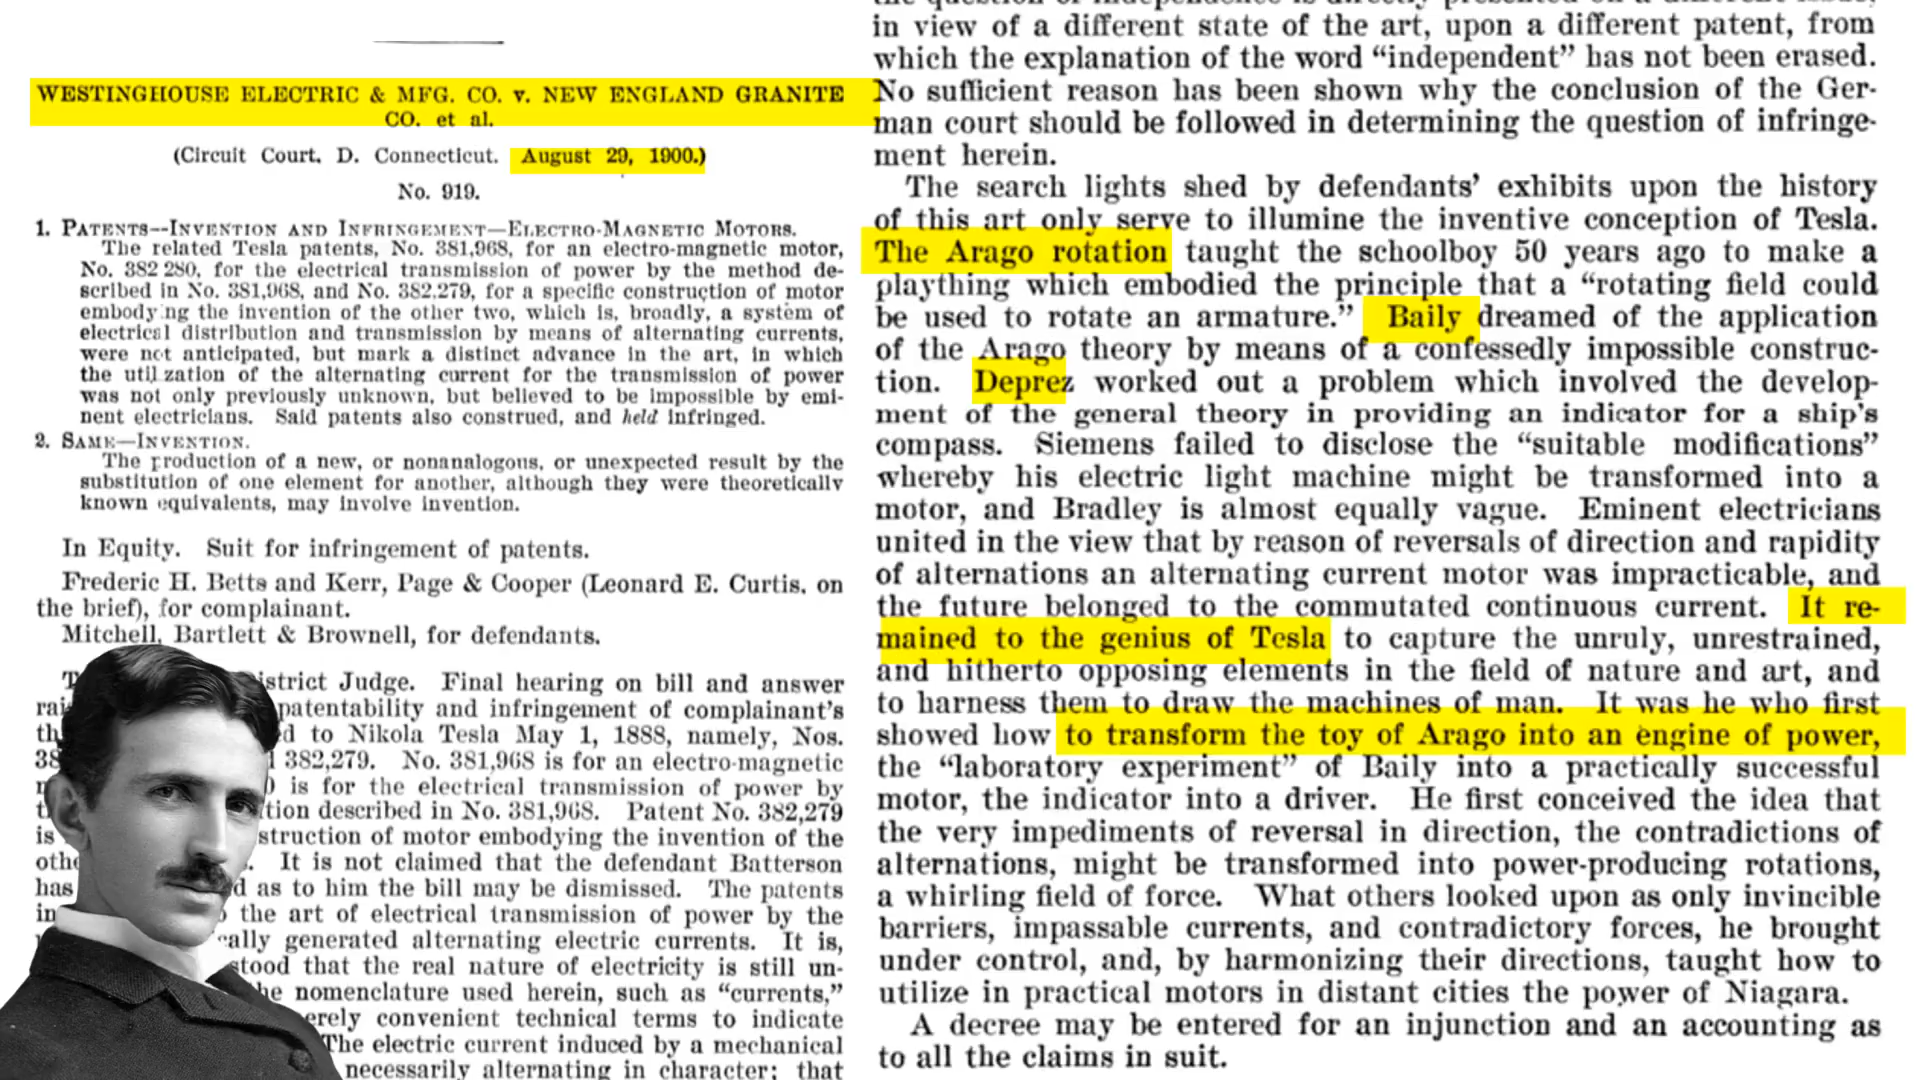 WESTINGHOUSE ELECTRIC & MFG. CO. v. NEW ENGLAND GRANITE
CO. et al.
(Circuit Court, D. Connecticut. August 29, 1900.)
No. 919.
1. PATENTS—INVENTION AND INFRINGEMENT—ELECTRO-MAGNETIC MOTORS.
The related Tesla patents, No. 381,968, for an electro-magnetic motor,
No. 382 280, for the electrical transmission of power by the method de-
scribed in No. 381,968, and No. 382,279, for a specific construction of motor
embodying the invention of the other two, which is, broadly, a system of
electrical distribution and transmission by means of alternating currents,
were not anticipated, but mark a distinct advance in the art, in which
the utilization of the alternating current for the transmission of power
was not only previously unknown, but believed to be impossible by emi-
nent electricians. Said patents also construed, and held infringed.
2. SAME—INVENTION.
The production of a new, or nonanalogous, or unexpected result by the
substitution of one element for another, although they were theoretically
known equivalents, may involve invention.
In Equity. Suit for infringement of patents.
Frederic H. Betts and Kerr, Page & Cooper (Leonard E. Curtis, on
the brief), for complainant.
Mitchell, Bartlett & Brownell, for defendants.
District Judge. Final hearing on bill and answer
patentability and infringement of complainant's
to Nikola Tesla May 1, 1888, namely, Nos.
382,279. No. 381,968 is for an electro-magnetic
is for the electrical transmission of power by
described in No. 381,968. Patent No. 382,279
is struction of motor embodying the invention of the
It is not claimed that the defendant Batterson
has as to him the bill may be dismissed. The patents
in the art of electrical transmission of power by the
cally generated alternating electric currents. It is,
stood that the real nature of electricity is still un-
nomenclature used herein, such as "currents,"
erely convenient technical terms to indicate
The electric current induced by a mechanical
necessarily alternating in character; that
in view of a different state of the art, upon a different patent, from
which the explanation of the word "independent" has not been erased.
No sufficient reason has been shown why the conclusion of the Ger-
man court should be followed in determining the question of infringe-
ment herein.
The search lights shed by defendants' exhibits upon the history
of this art only serve to illumine the inventive conception of Tesla.
The Arago rotation taught the schoolboy 50 years ago to make a
plaything which embodied the principle that a "rotating field could
be used to rotate an armature." Baily dreamed of the application
of the Arago theory by means of a confessedly impossible construc-
tion. Deprez worked out a problem which involved the develop-
ment of the general theory in providing an indicator for a ship's
compass. Siemens failed to disclose the "suitable modifications"
whereby his electric light machine might be transformed into a
motor, and Bradley is almost equally vague. Eminent electricians
united in the view that by reason of reversals of direction and rapidity
of alternations an alternating current motor was impracticable, and
the future belonged to the commutated continuous current. It re-
mained to the genius of Tesla to capture the unruly, unrestrained,
and hitherto opposing elements in the field of nature and art, and
to harness them to draw the machines of man. It was he who first
showed how to transform the toy of Arago into an engine of power,
the "laboratory experiment" of Baily into a practically successful
motor, the indicator into a driver. He first conceived the idea that
the very impediments of reversal in direction, the contradictions of
alternations, might be transformed into power-producing rotations,
a whirling field of force. What others looked upon as only invincible
barriers, impassable currents, and contradictory forces, he brought
under control, and, by harmonizing their directions, taught how to
utilize in practical motors in distant cities the power of Niagara.
A decree may be entered for an injunction and an accounting as
to all the claims in suit.